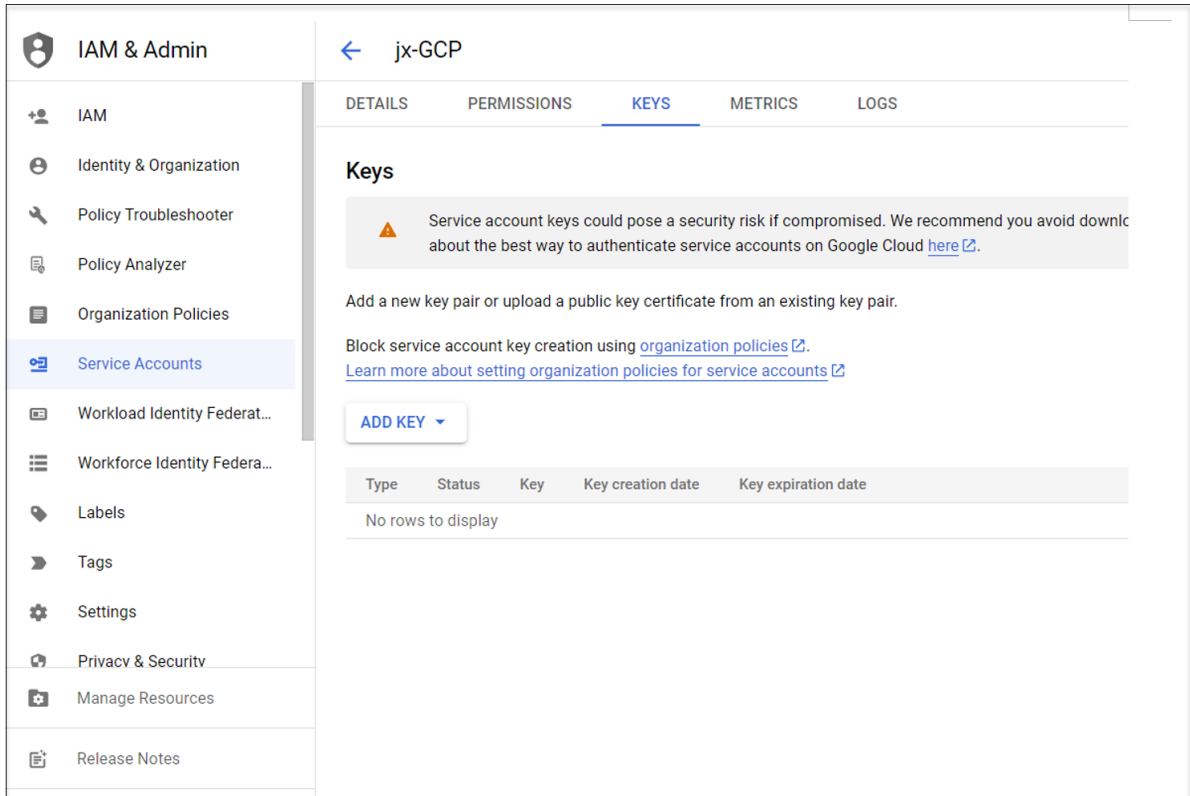 IAM & Admin
jx-GCP
IAM
Identity & Organization
Policy Troubleshooter
Policy Analyzer
Organization Policies
Service Accounts
Workload Identity Federat...
Workforce Identity Federa...
Labels
Tags
Settings
Privacy & Security
Manage Resources
Release Notes
DETAILS PERMISSIONS KEYS METRICS LOGS
Keys
Service account keys could pose a security risk if compromised. We recommend you avoid downlo
about the best way to authenticate service accounts on Google Cloud here.
Add a new key pair or upload a public key certificate from an existing key pair.
Block service account key creation using organization policies.
Learn more about setting organization policies for service accounts
ADD KEY
Type Status Key Key creation date Key expiration date
No rows to display